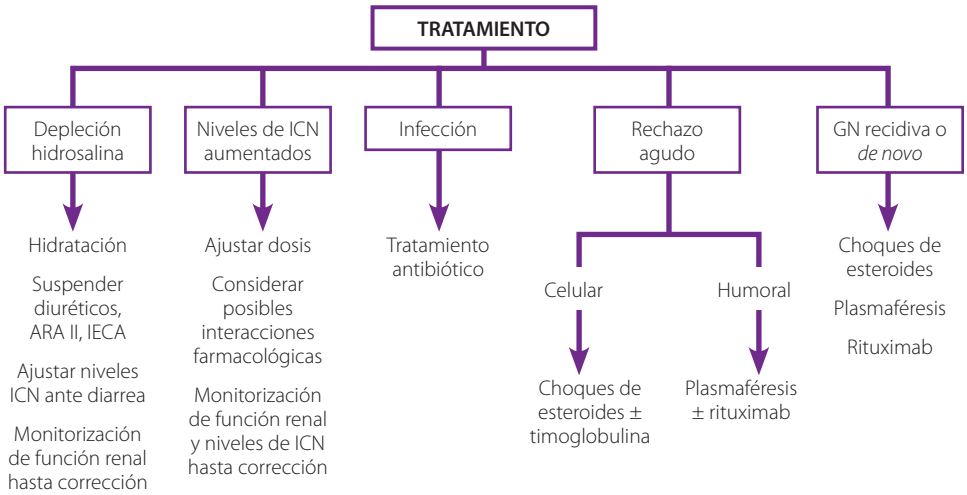 TRATAMIENTO
Depleción
hidrosalina
Hidratación
Suspender
diuréticos,
ARA II, IECA
Ajustar niveles
ICN ante diarrea
Monitorización
de función renal
hasta corrección
Niveles de ICN
aumentados
Ajustar dosis
Considerar
posibles
interacciones
farmacológicas
Monitorización
de función renal
y niveles de ICN
hasta corrección
Infección
Tratamiento
antibiótico
Rechazo
agudo
Celular
Choques de
esteroides ±
timoglobulina
Humoral
Plasmaféresis
± rituximab
GN recidiva o
de novo
Choques de
esteroides
Plasmaféresis
Rituximab